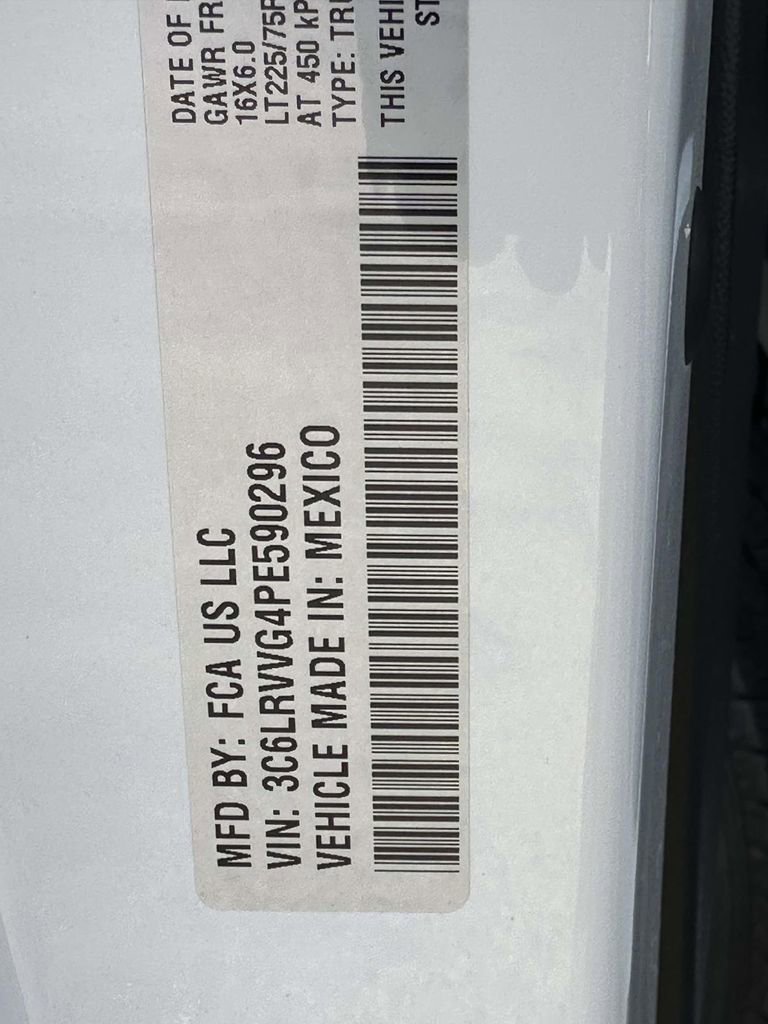 MFD BY: FCA US LLC
VIN: 3C6LRVVG4PE590296
VEHICLE MADE IN: MEXICO
DATE OF
GAWR FR
16X6.0
LT225/75R
AT 450 kP
TYPE: TRU
THIS VEHI
ST